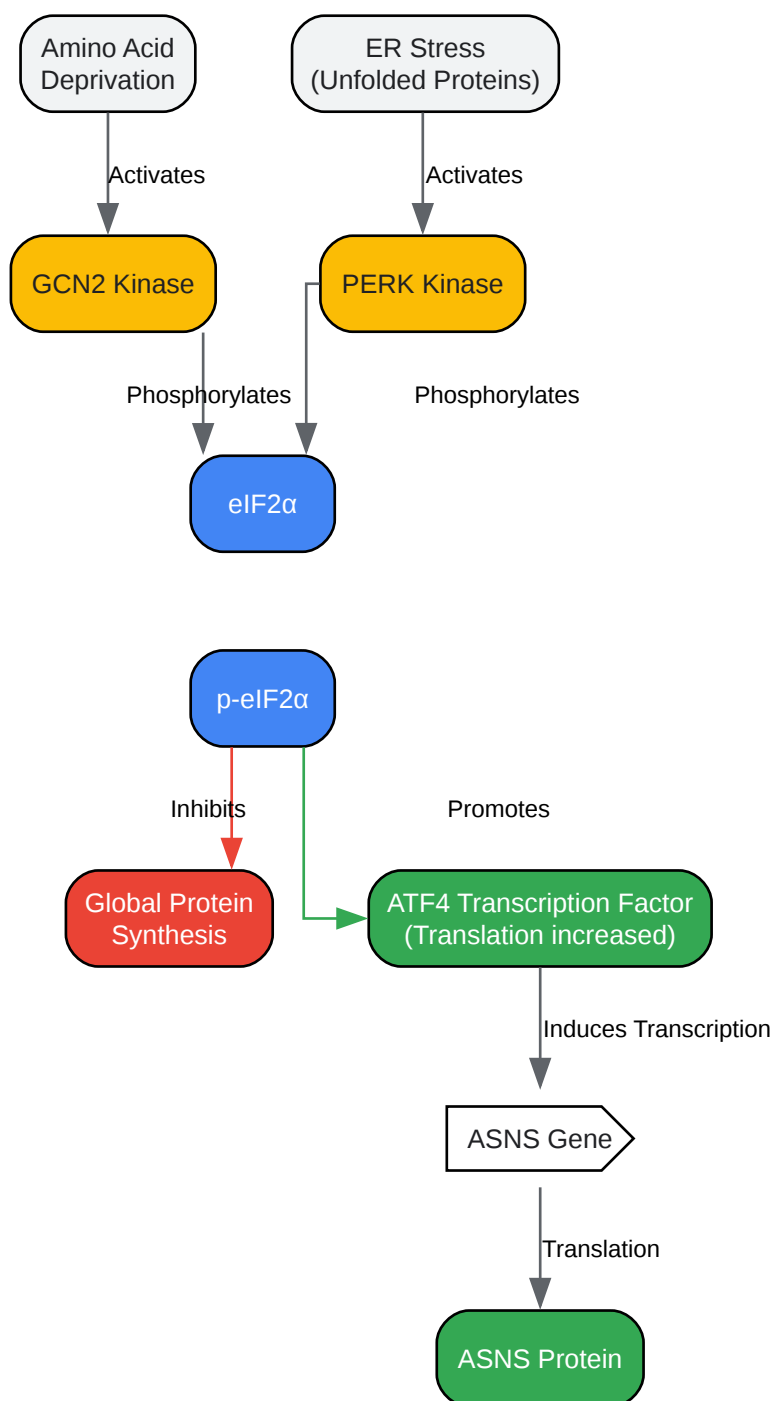 Amino Acid
Deprivation
ER Stress
(Unfolded Proteins)
Activates
Activates
GCN2 Kinase
PERK Kinase
Phosphorylates
Phosphorylates
eIF2α
p-eIF2α
Inhibits
Promotes
Global Protein
Synthesis
ATF4 Transcription Factor
(Translation increased)
Induces Transcription
ASNS Gene
Translation
ASNS Protein